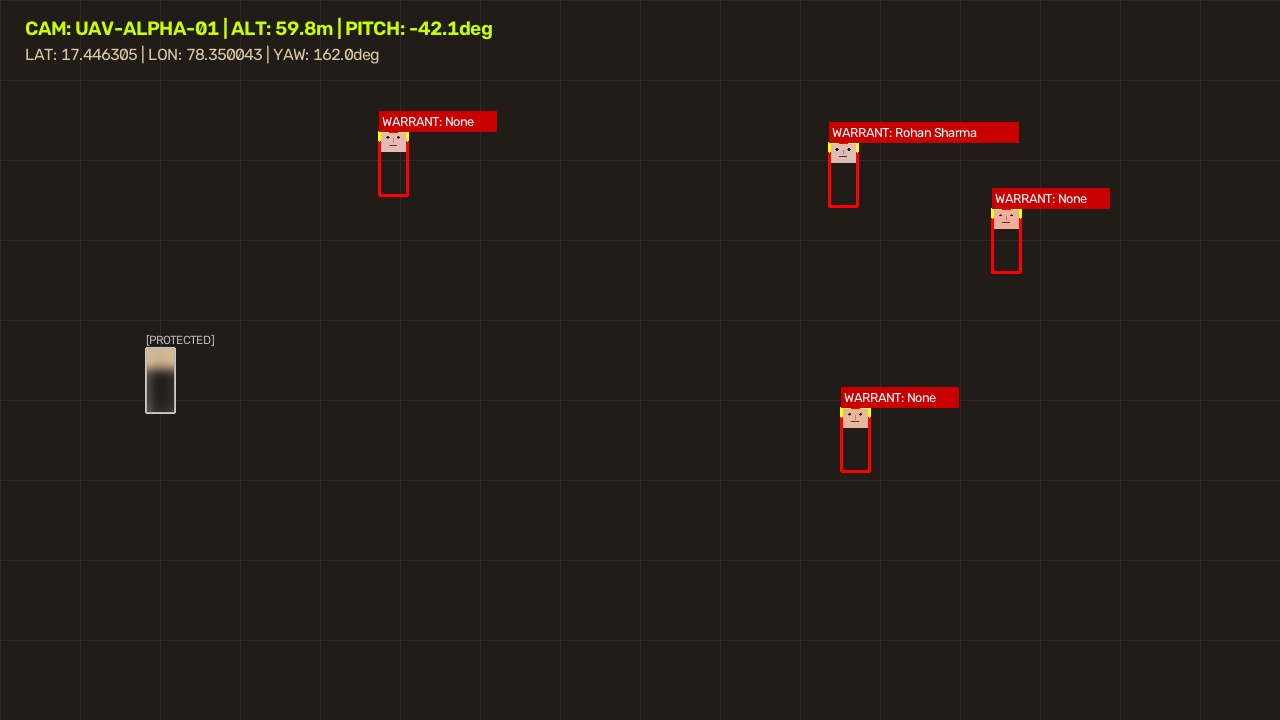 CAM: UAV-ALPHA-01 | ALT: 59.8m | PITCH: -42.1deg
LAT: 17.446305 | LON: 78.350043 | YAW: 162.0deg
WARRANT: None
WARRANT: Rohan Sharma
WARRANT: None
[PROTECTED]
WARRANT: None